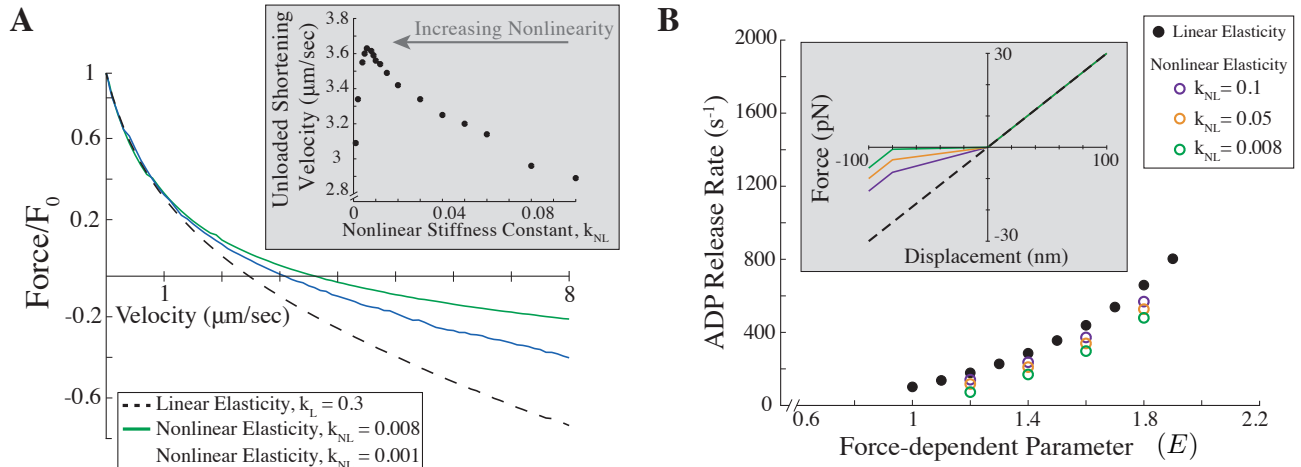 A
Force/F0
1
0.6
0.2
-0.2
-0.6
1
8
Velocity (μm/sec)
Unloaded Shortening
Velocity (μm/sec)
3.8
3.6
3.4
3.2
3
2.8
0
0.04
0.08
Increasing Nonlinearity
Nonlinear Stiffness Constant, kNL
Linear Elasticity, kL = 0.3
Nonlinear Elasticity, kNL = 0.008
Nonlinear Elasticity, kNL = 0.001
B
ADP Release Rate (s-1)
2000
1600
1200
800
400
0
0.6
1
1.4
1.8
2.2
Force-dependent Parameter (E)
Force (pN)
30
-100
100
-30
Displacement (nm)
Linear Elasticity
Nonlinear Elasticity
kNL = 0.1
kNL = 0.05
kNL = 0.008